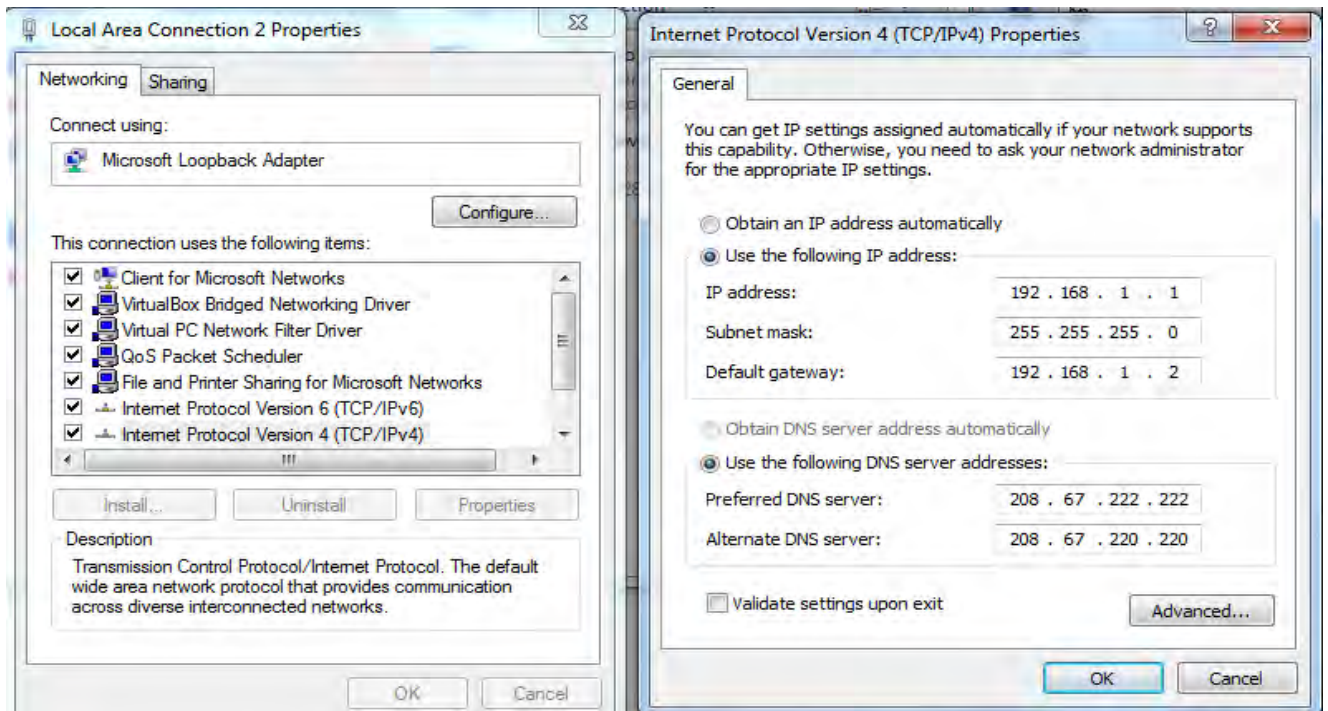 Local Area Connection 2 Properties
Networking
Sharing
Connect using:
Microsoft Loopback Adapter
Configure...
This connection uses the following items:
Client for Microsoft Networks
VirtualBox Bridged Networking Driver
Virtual PC Network Filter Driver
QoS Packet Scheduler
File and Printer Sharing for Microsoft Networks
Internet Protocol Version 6 (TCP/IPv6)
Internet Protocol Version 4 (TCP/IPv4)
Install...
Uninstall
Properties
Description
Transmission Control Protocol/Internet Protocol. The default
wide area network protocol that provides communication
across diverse interconnected networks.
OK
Cancel
Internet Protocol Version 4 (TCP/IPv4) Properties
General
You can get IP settings assigned automatically if your network supports
this capability. Otherwise, you need to ask your network administrator
for the appropriate IP settings.
Obtain an IP address automatically
Use the following IP address:
IP address: 192 . 168 . 1 . 1
Subnet mask: 255 . 255 . 255 . 0
Default gateway: 192 . 168 . 1 . 2
Obtain DNS server address automatically
Use the following DNS server addresses:
Preferred DNS server: 208 . 67 . 222 . 222
Alternate DNS server: 208 . 67 . 220 . 220
Validate settings upon exit
Advanced...
OK
Cancel